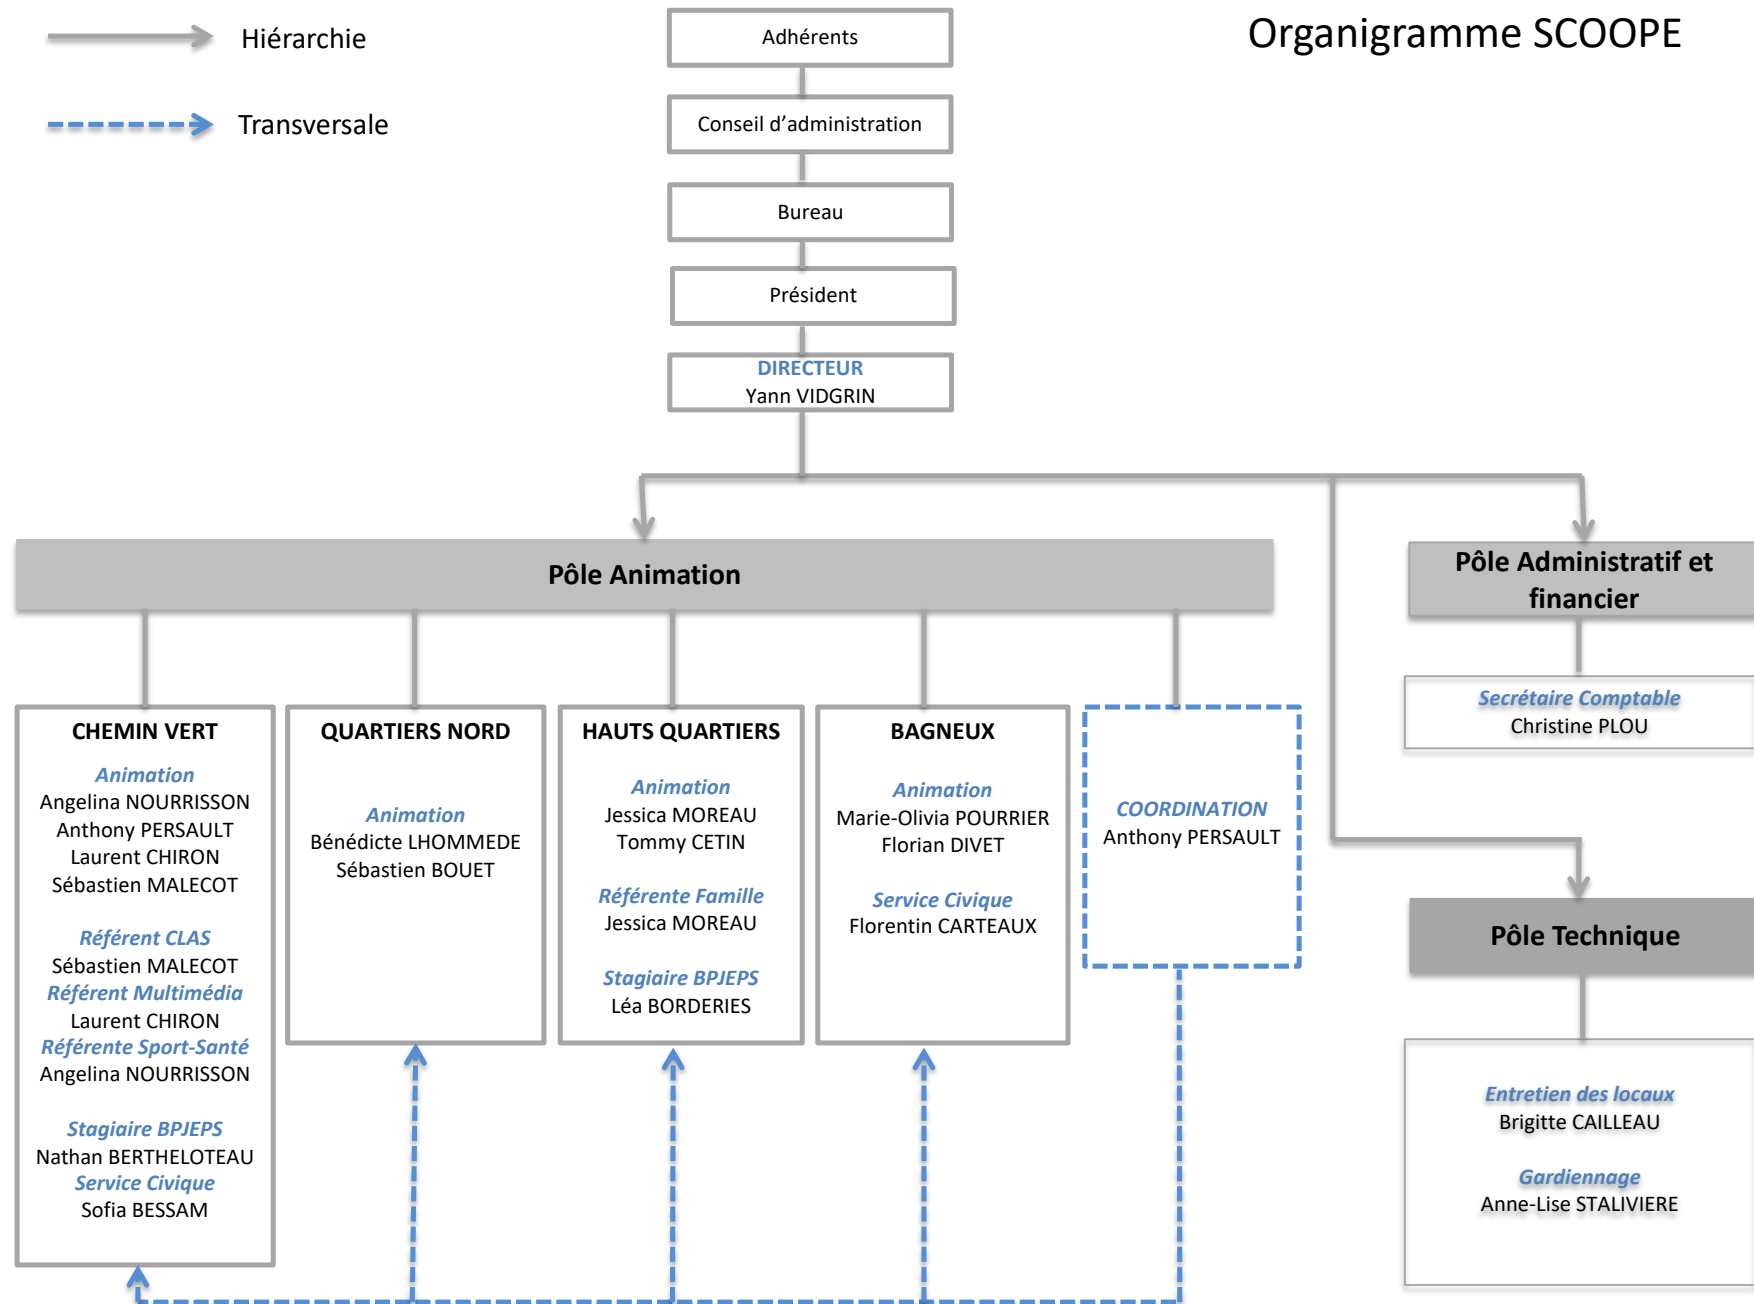 Hiérarchie
Transversale
Organigramme SCOOPE
Adhérents
Conseil d’administration
Bureau
Président
DIRECTEUR
Yann VIDGRIN
Pôle Animation
Pôle Administratif et
financier
Secrétaire Comptable
Christine PLOU
CHEMIN VERT
Animation
Angelina NOURRISSON
Anthony PERSAULT
Laurent CHIRON
Sébastien MALECOT
Référent CLAS
Sébastien MALECOT
Référent Multimédia
Laurent CHIRON
Référente Sport-Santé
Angelina NOURRISSON
Stagiaire BPJEPS
Nathan BERTHELOTEAU
Service Civique
Sofia BESSAM
QUARTIERS NORD
Animation
Bénédicte LHOMMEDE
Sébastien BOUET
HAUTS QUARTIERS
Animation
Jessica MOREAU
Tommy CETIN
Référente Famille
Jessica MOREAU
Stagiaire BPJEPS
Léa BORDERIES
BAGNEUX
Animation
Marie-Olivia POURRIER
Florian DIVET
Service Civique
Florentin CARTEAUX
COORDINATION
Anthony PERSAULT
Pôle Technique
Entretien des locaux
Brigitte CAILLEAU
Gardiennage
Anne-Lise STALIVIERE